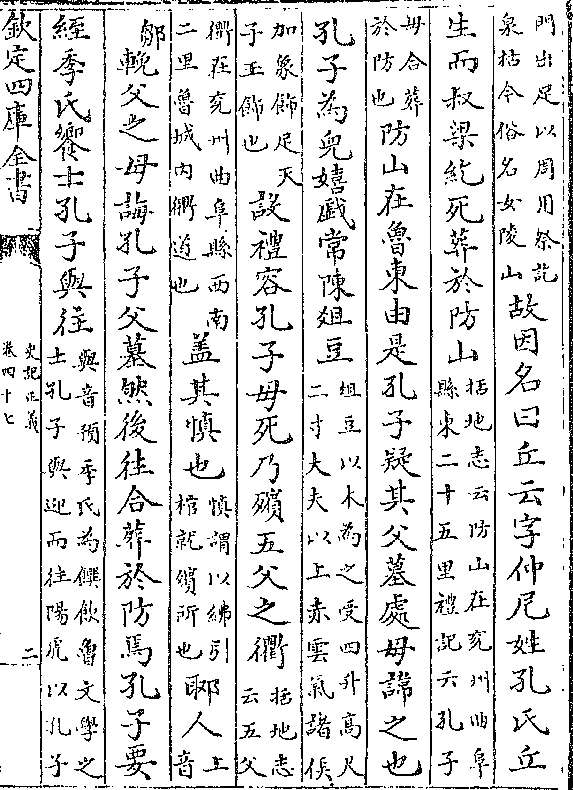 門出足以周用祭訖
泉枯今俗名女陵山
故因名曰丘云字仲尼姓孔氏丘
生而叔梁紇死葬於防山
括地志云防山在兖州曲阜
縣東二十五里禮記云孔子
母合葬
於防也
防山在魯東由是孔子疑其父墓處母諱之也
孔子為兒嬉戲常陳俎豆
俎豆以木為之受四升高尺
二寸大夫以上赤雲氣諸侯
加象飾足天
子玉飾也
設禮容孔子母死乃殯五父之衢
括地志
云五父
衢在兖州曲阜縣西南
二里魯城内衢道也
盖其慎也
慎謂以紼引
棺就殯所也
郰人
上
音
鄹
輓父之母誨孔子父墓然後往合葬於防焉孔子要
絰季氏饗士孔子與往
與音預季氏為饌飲魯文學之
士孔子與迎而往陽虎以孔子
欽定四庫全書
史記正義
卷四十七
二